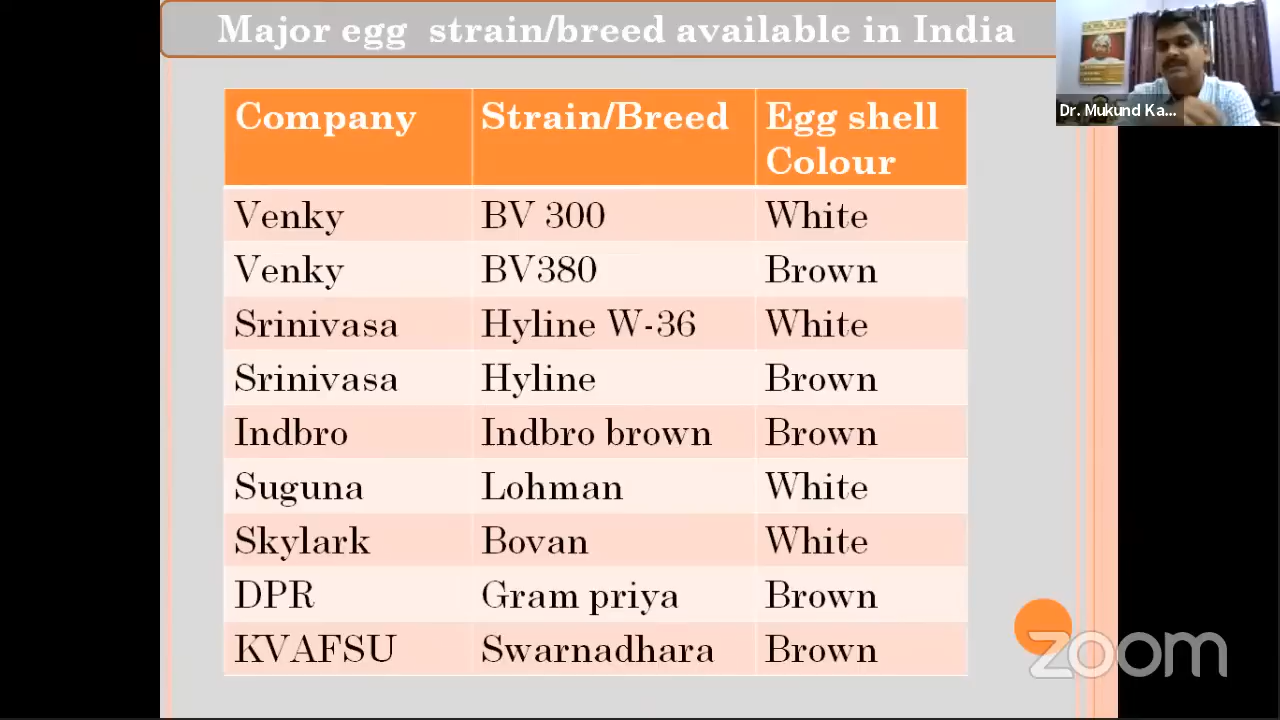 Major egg strain/breed available in India
Company Strain/Breed Egg shell Colour
Venky BV 300 White
Venky BV380 Brown
Srinivasa Hyline W-36 White
Srinivasa Hyline Brown
Indbro Indbro brown Brown
Suguna Lohman White
Skylark Bovan White
DPR Gram priya Brown
KVAFSU Swarnadhara Brown
Dr. Mukund Ka...
zoom